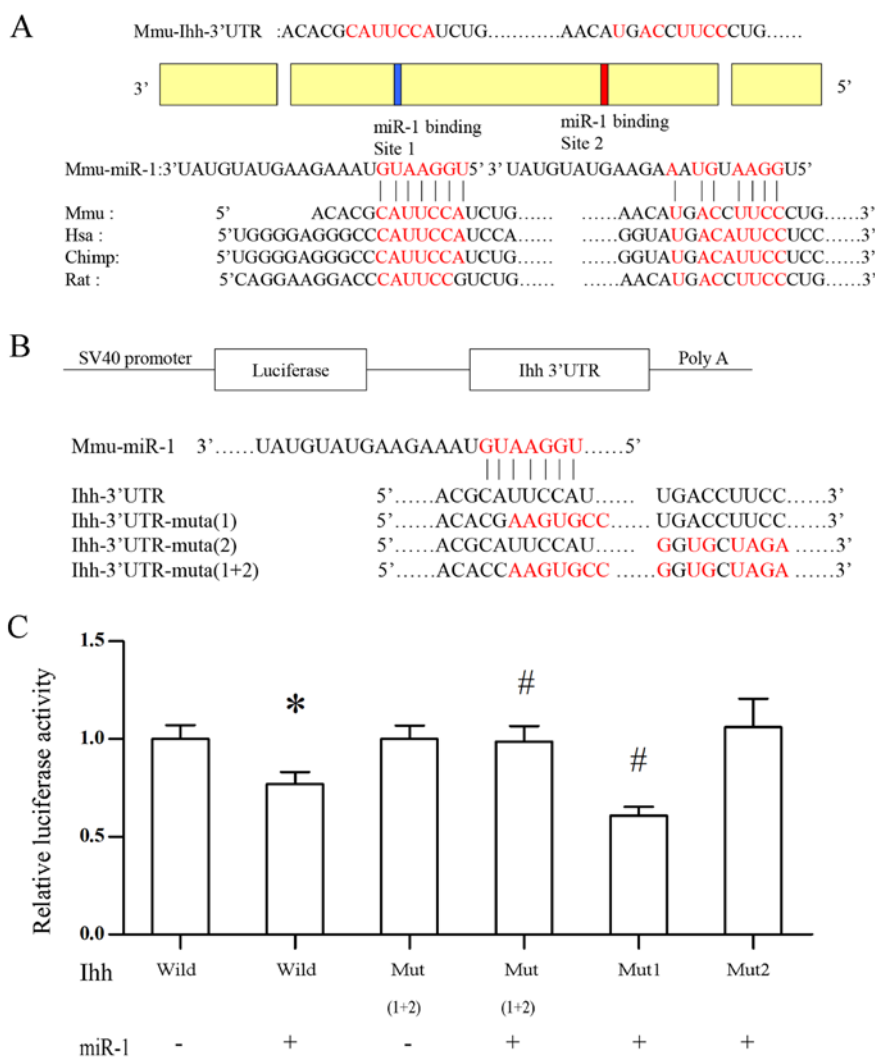 A
Mmu-Ihh-3’UTR :ACACGCAUUCCAUCUG............AACAUGACCUUCCCUG......
3’ 5’
miR-1 binding Site 1
miR-1 binding Site 2
Mmu-miR-1:3’UAUGUAUGAAGAAAUGUAAGGU5’ 3’UAUGUAUGAAGAAAUGUAAGGU5’
Mmu : 5’ ACACGCAUUCCAUCUG...... ......AACAUGACCUUCCCUG......3’
Hsa : 5’UGGGGAGGGCCCAUUCCAUCCA...... ......GGUAUGACAUUCCUCC......3’
Chimp: 5’UGGGGAGGGCCCAUUCCAUCUG...... ......GGUAUGACAUUCCUCC......3’
Rat : 5’CAGGAAGGACCCAUUCCGUCUG...... ......AACAUGACCUUCCCUG......3’
B
SV40 promoter Luciferase Ihh 3’UTR Poly A
Mmu-miR-1 3’......UAUGUAUGAAGAAAUGUAAGGU......5’
Ihh-3’UTR 5’......ACGCAUUCCAU...... UGACCUUCC......3’
Ihh-3’UTR-muta(1) 5’......ACACGAAGUGCC...... UGACCUUCC......3’
Ihh-3’UTR-muta(2) 5’......ACGCAUUCCAU...... GGUGCUAGA ......3’
Ihh-3’UTR-muta(1+2) 5’......ACACCAAGUGCC ......GGUGCUAGA ......3’
C
Relative luciferase activity
1.5
1.0
0.5
0.0
* # #
Ihh Wild Wild Mut (1+2) Mut (1+2) Mut1 Mut2
miR-1 - + - + + +